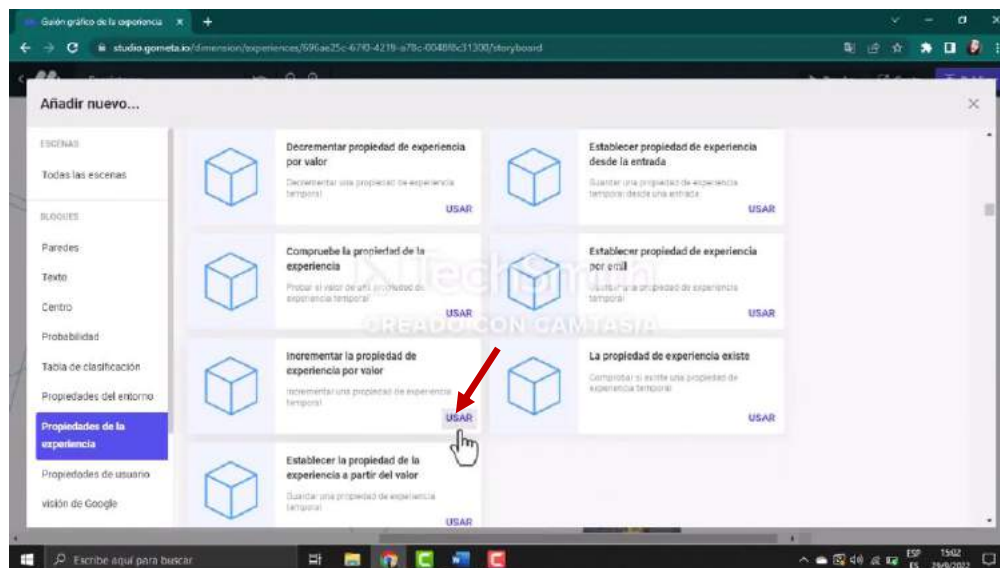 Guión gráfico de la experiencia
studio.gometa.io/dimension/experiences/
/storyboard
Añadir nuevo...
ESCENAS
Todas las escenas
BLOQUES
Paredes
Texto
Centro
Probabilidad
Tabla de clasificación
Propiedades del entorno
Propiedades de la
experiencia
Propiedades de usuario
visión de Google
Decrementar propiedad de experiencia
por valor
Decrementar una propiedad de experiencia
temporal
USAR
Establecer propiedad de experiencia
desde la entrada
Guardar una propiedad de experiencia
temporal desde una entrada
USAR
Compruebe la propiedad de la
experiencia
Probar el valor de una propiedad de
experiencia temporal
USAR
Establecer propiedad de experiencia
por emil
temporal
USAR
Incrementar la propiedad de
experiencia por valor
Incrementar una propiedad de experiencia
temporal
USAR
La propiedad de experiencia existe
Comprobar si existe una propiedad de
experiencia temporal
USAR
Establecer la propiedad de la
experiencia a partir del valor
Guardar una propiedad de experiencia
temporal
USAR
TechSmith
CREADO CON CAMTASIA
Escribe aquí para buscar
ESP
ES
15:02
29/9/2022